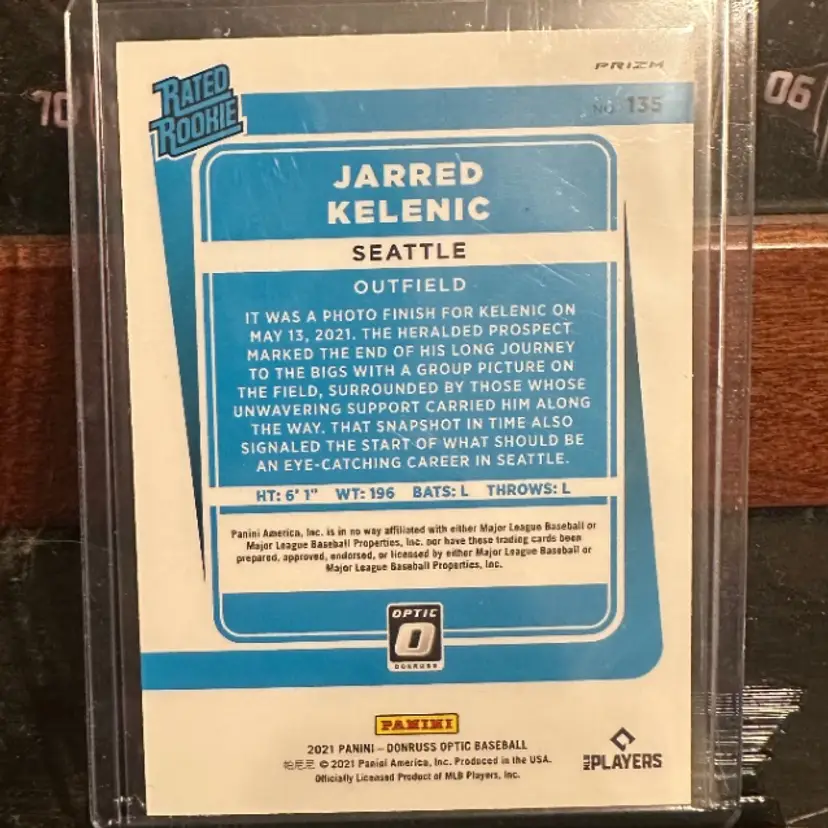 PRIZM
RATED
ROOKIE
NO. 135
70
06
JARRED
KELENIC
SEATTLE
OUTFIELD
IT WAS A PHOTO FINISH FOR KELENIC ON
MAY 13, 2021. THE HERALDED PROSPECT
MARKED THE END OF HIS LONG JOURNEY
TO THE BIGS WITH A GROUP PICTURE ON
THE FIELD, SURROUNDED BY THOSE WHOSE
UNWAVERING SUPPORT CARRIED HIM ALONG
THE WAY. THAT SNAPSHOT IN TIME ALSO
SIGNALED THE START OF WHAT SHOULD BE
AN EYE-CATCHING CAREER IN SEATTLE.
HT: 6' 1" WT: 196 BATS: L THROWS: L
Panini America, Inc. is in no way affiliated with either Major League Baseball or
Major League Baseball Properties, Inc. nor have these trading cards been
prepared, approved, endorsed, or licensed by either Major League Baseball or
Major League Baseball Properties, Inc.
OPTIC
O
DONRUSS
PANINI
2021 PANINI – DONRUSS OPTIC BASEBALL
帕尼尼 © 2021 Panini America, Inc. Produced in the USA.
Officially Licensed Product of MLB Players, Inc.
MLB PLAYERS